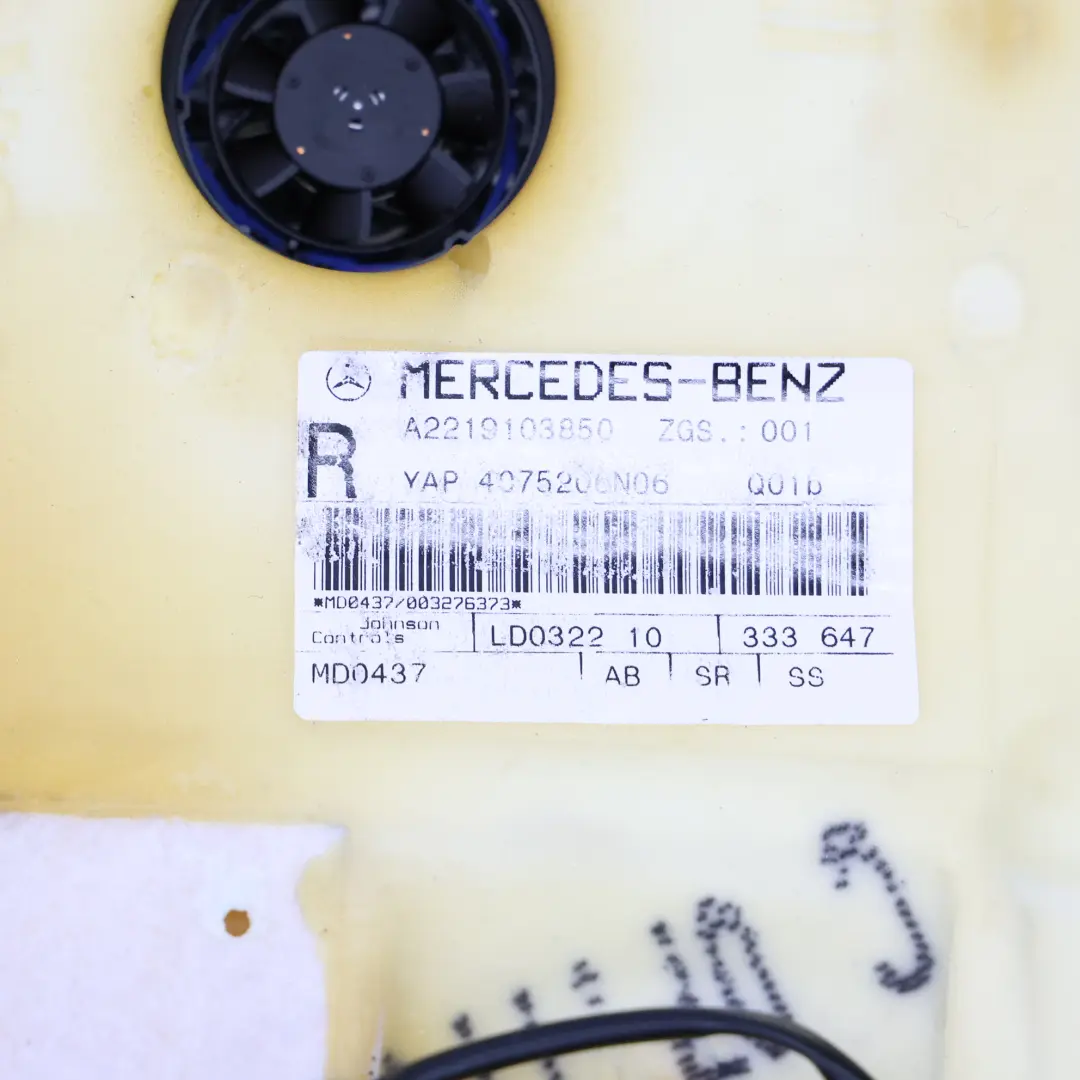 MERCEDES-BENZ
R
A2219103850 ZGS.: 001
YAP 4075206N06 Q01b
*MD0437/003276373*
Johnson
Controls
LD0322 10
333 647
MD0437
AB
SR
SS